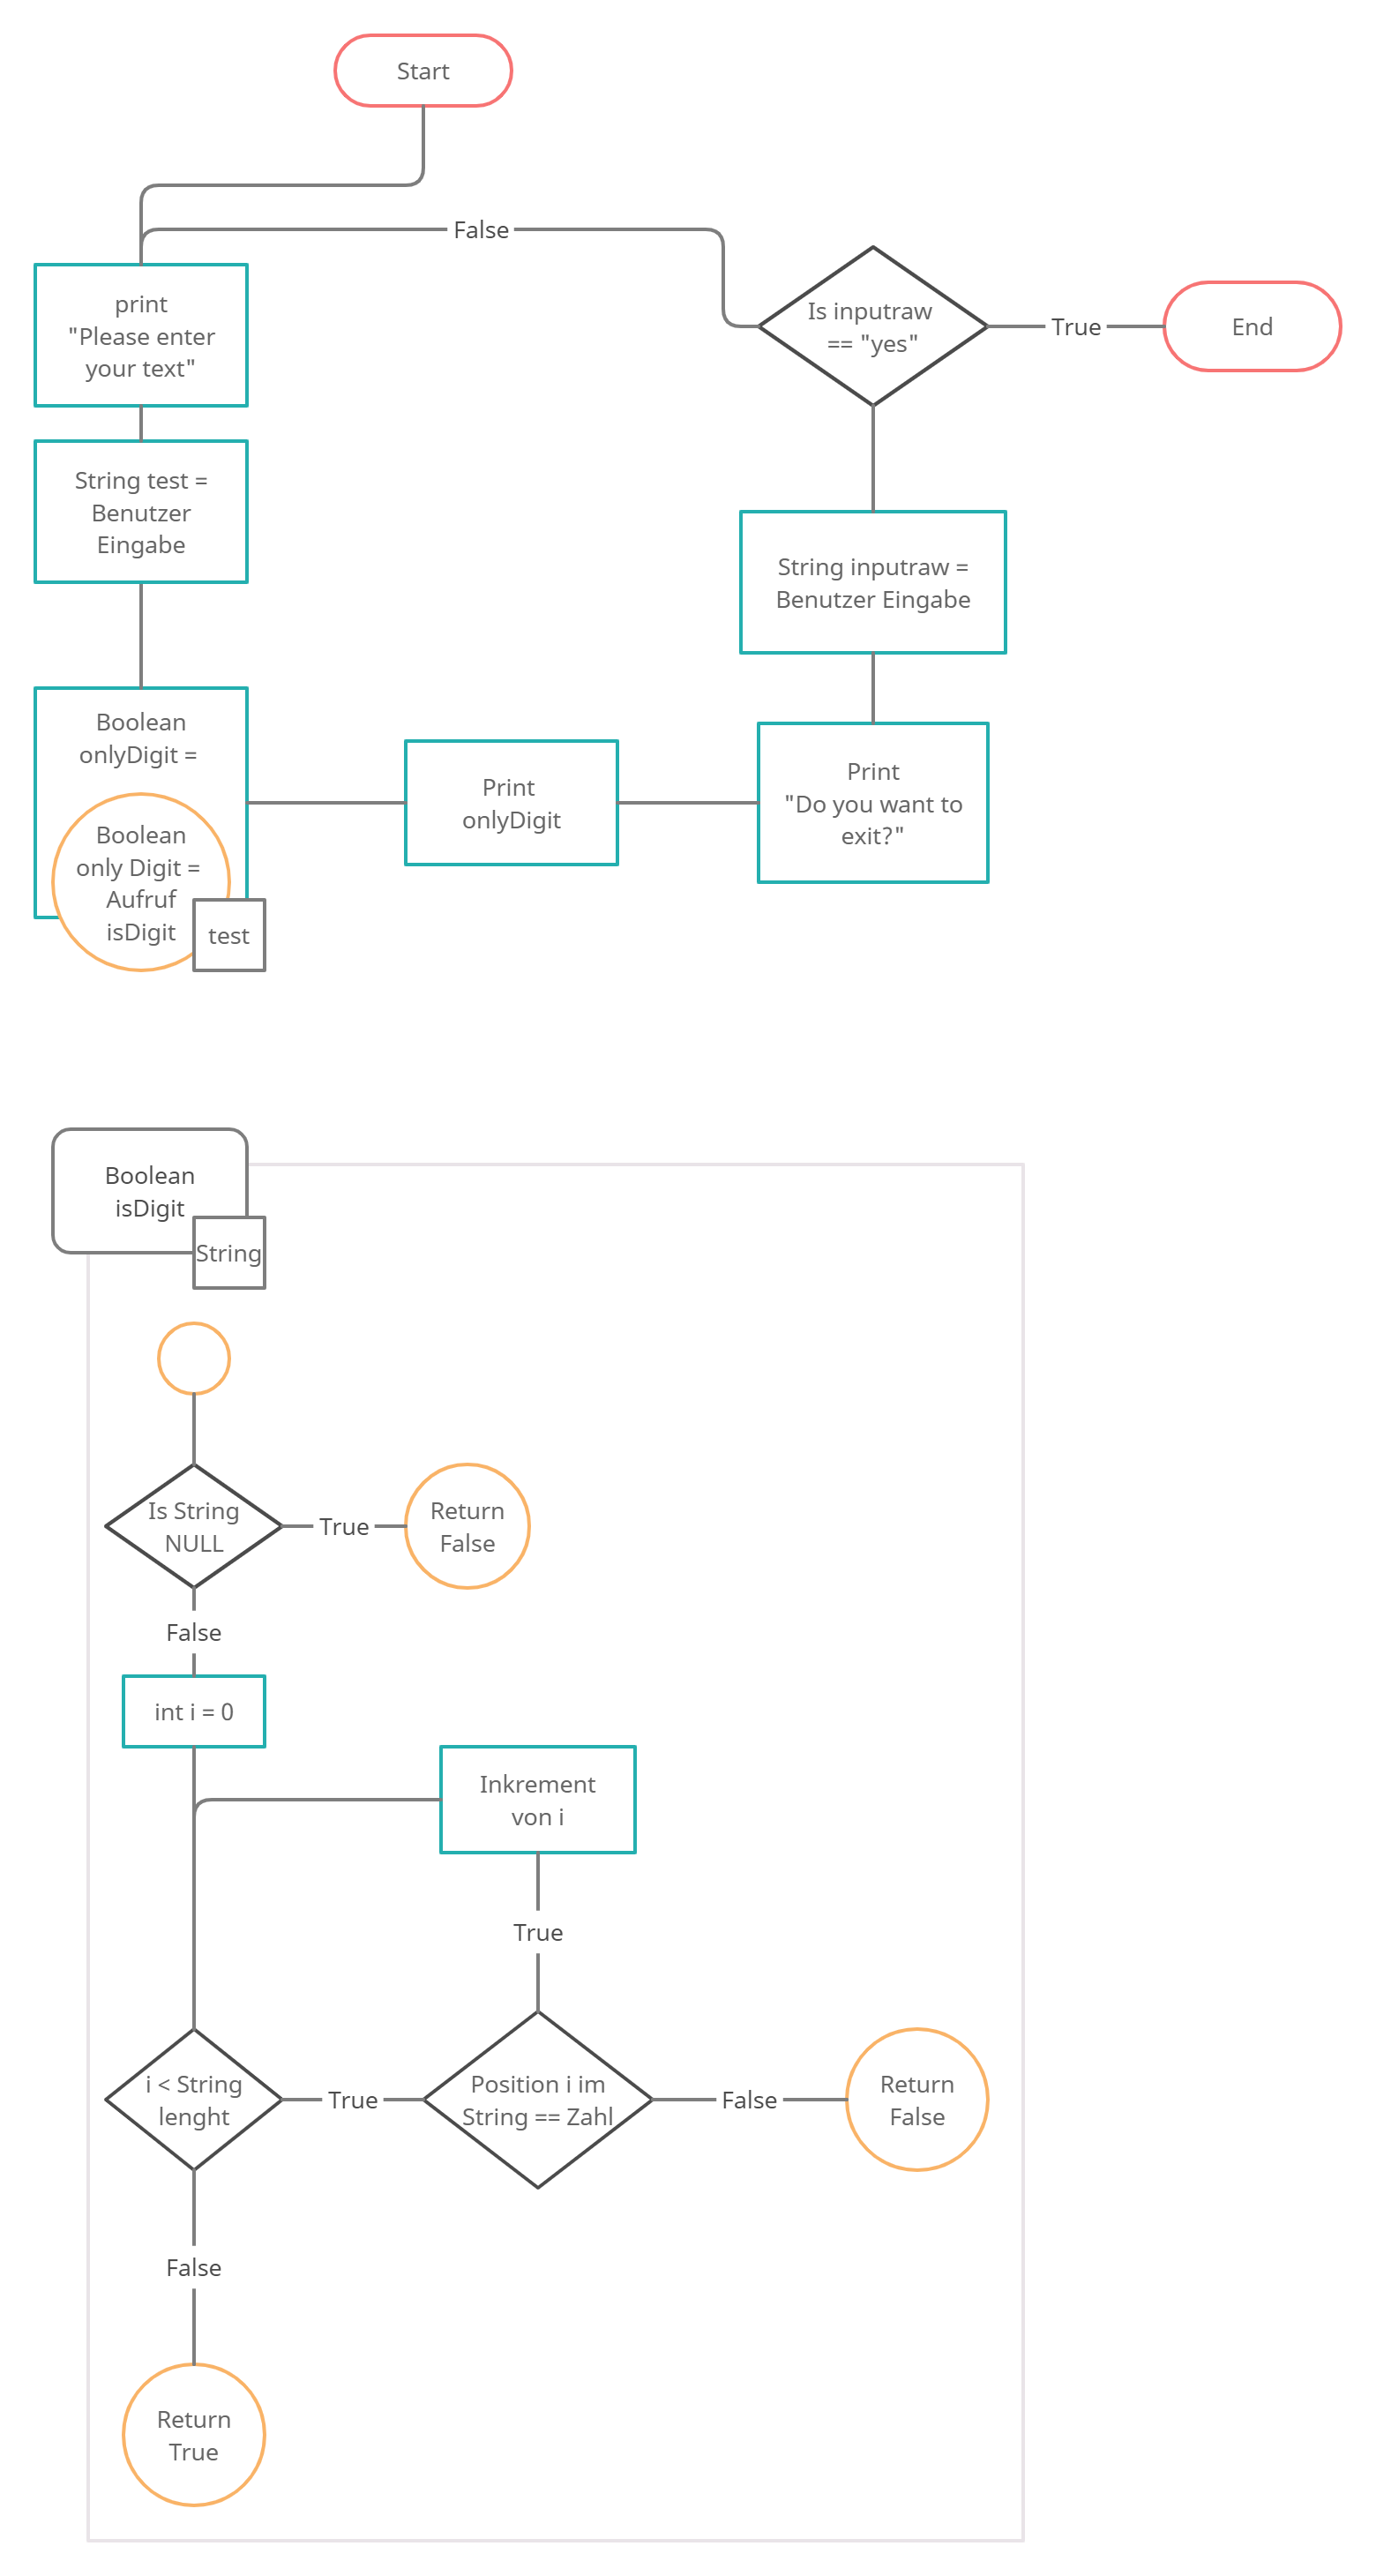 Start
False
print
"Please enter
your text"
Is inputraw
== "yes"
True
End
String test =
Benutzer
Eingabe
String inputraw =
Benutzer Eingabe
Boolean
onlyDigit =
Boolean
only Digit =
Aufruf
isDigit
test
Print
onlyDigit
Print
"Do you want to
exit?"
Boolean
isDigit
String
Is String
NULL
True
Return
False
False
int i = 0
Inkrement
von i
True
i < String
lenght
True
Position i im
String == Zahl
False
Return
False
False
Return
True